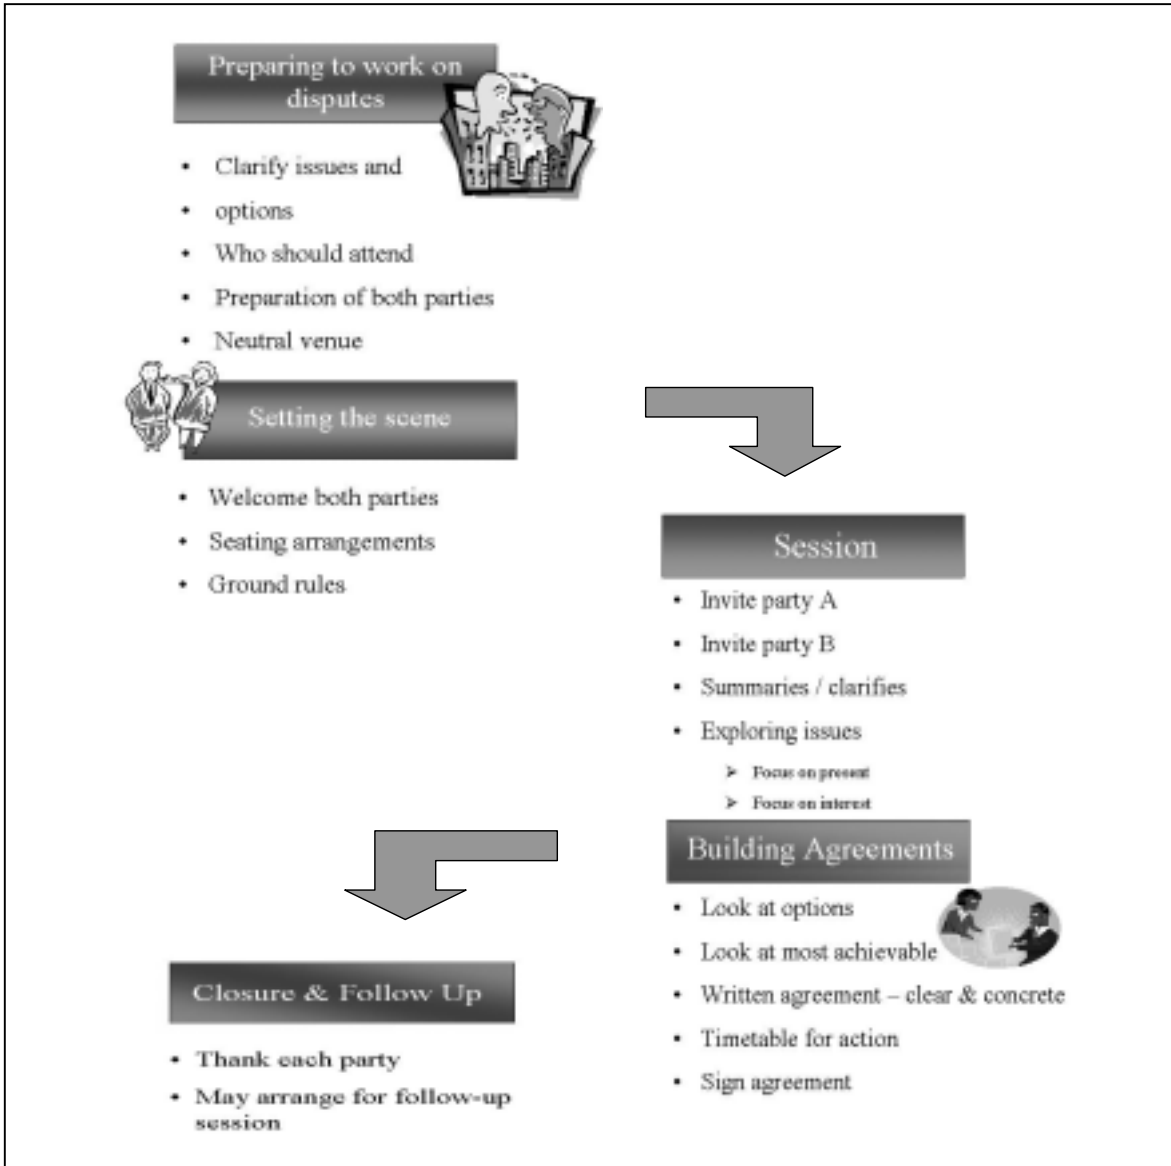 Preparing to work on
disputes
• Clarify issues and
• options
• Who should attend
• Preparation of both parties
• Neutral venue
Setting the scene
• Welcome both parties
• Seating arrangements
• Ground rules
Session
• Invite party A
• Invite party B
• Summaries / clarifies
• Exploring issues
➤ Focus on present
➤ Focus on interest
Building Agreements
• Look at options
• Look at most achievable
• Written agreement – clear & concrete
• Timetable for action
• Sign agreement
Closure & Follow Up
• Thank each party
• May arrange for follow-up
session